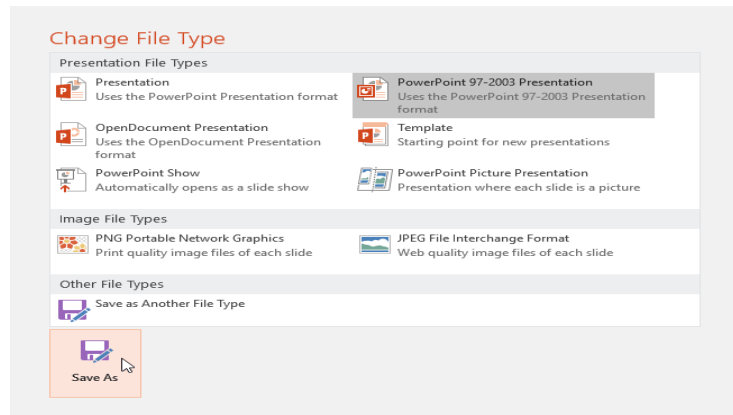 Change File Type
Presentation File Types
Presentation
Uses the PowerPoint Presentation format
PowerPoint 97-2003 Presentation
Uses the PowerPoint 97-2003 Presentation
format
OpenDocument Presentation
Uses the OpenDocument Presentation
format
Template
Starting point for new presentations
PowerPoint Show
Automatically opens as a slide show
PowerPoint Picture Presentation
Presentation where each slide is a picture
Image File Types
PNG Portable Network Graphics
Print quality image files of each slide
JPEG File Interchange Format
Web quality image files of each slide
Other File Types
Save as Another File Type
Save As